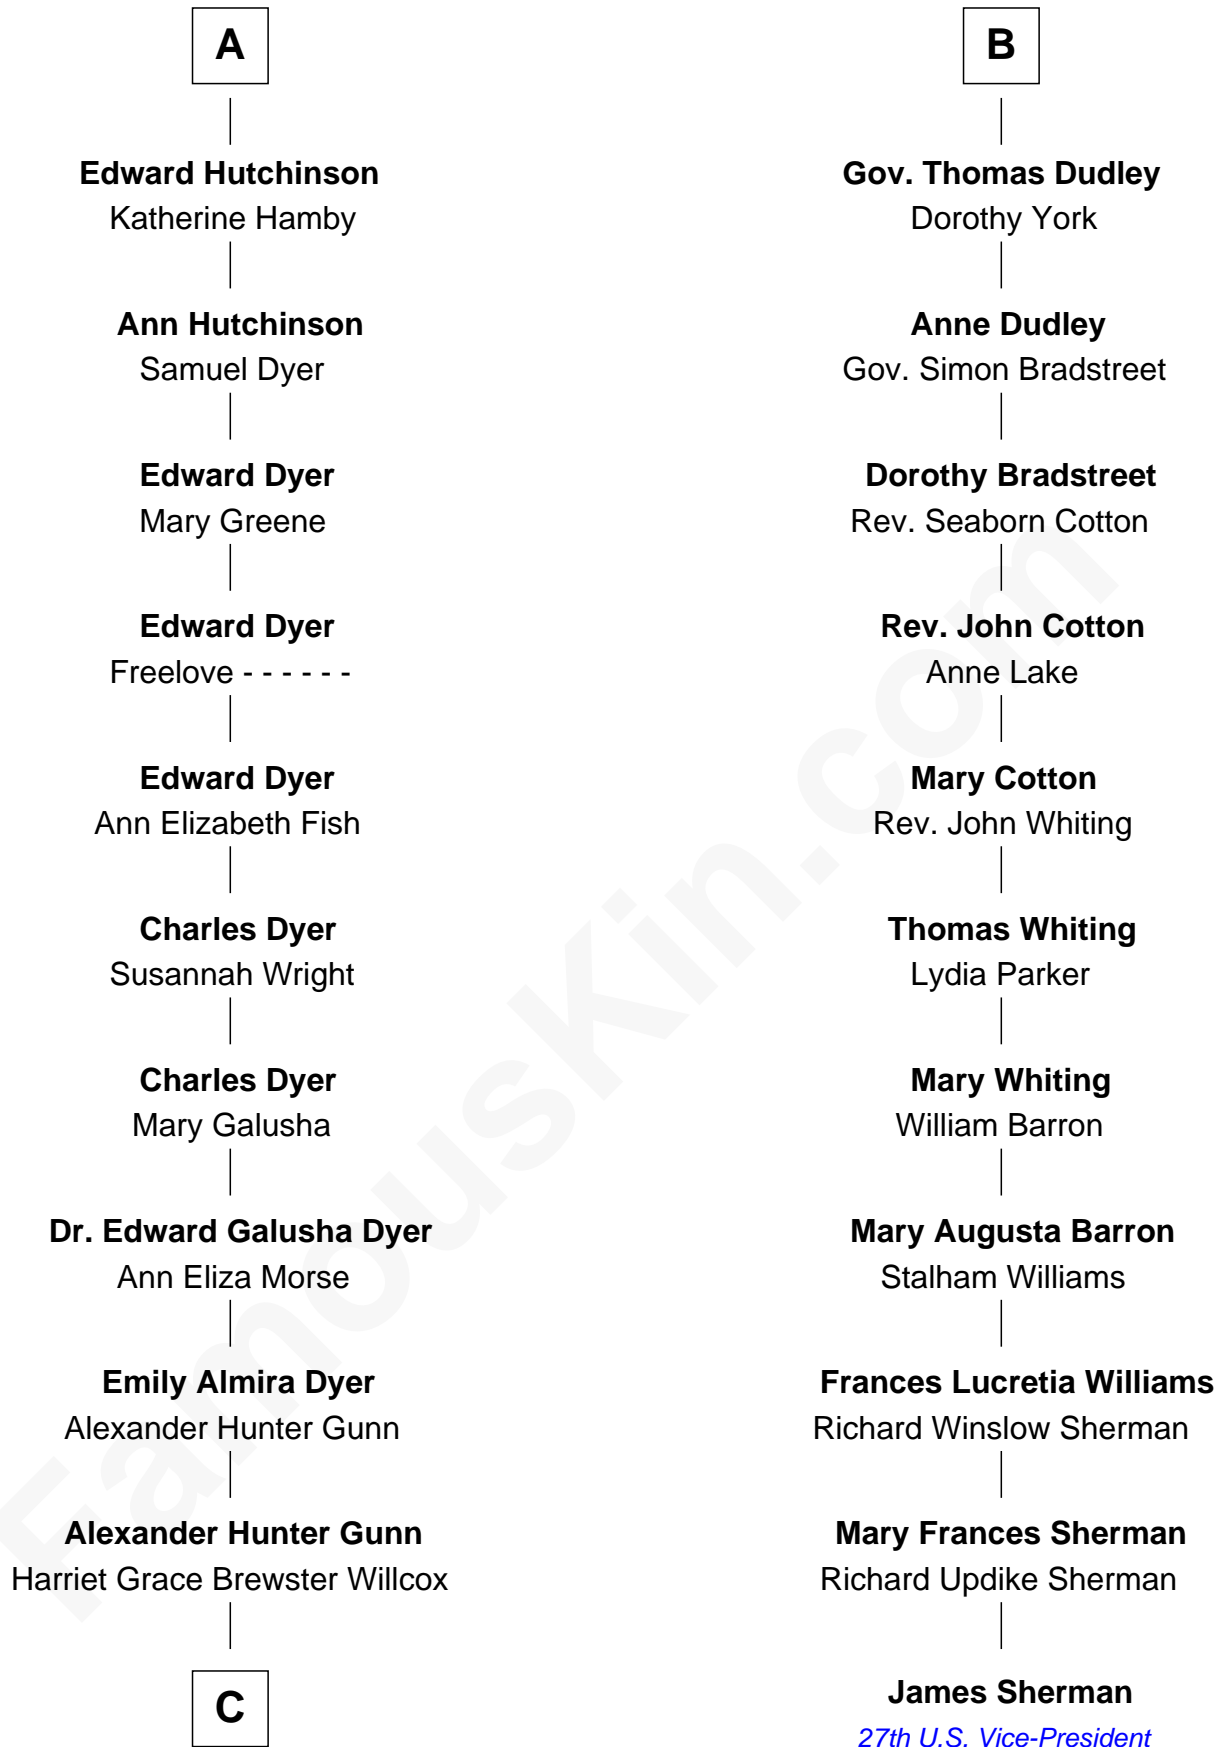 A
Edward Hutchinson
Katherine Hamby
Ann Hutchinson
Samuel Dyer
Edward Dyer
Mary Greene
Edward Dyer
Freelove - - - - - -
Edward Dyer
Ann Elizabeth Fish
Charles Dyer
Susannah Wright
Charles Dyer
Mary Galusha
Dr. Edward Galusha Dyer
Ann Eliza Morse
Emily Almira Dyer
Alexander Hunter Gunn
Alexander Hunter Gunn
Harriet Grace Brewster Willcox
C
B
Gov. Thomas Dudley
Dorothy York
Anne Dudley
Gov. Simon Bradstreet
Dorothy Bradstreet
Rev. Seaborn Cotton
Rev. John Cotton
Anne Lake
Mary Cotton
Rev. John Whiting
Thomas Whiting
Lydia Parker
Mary Whiting
William Barron
Mary Augusta Barron
Stalham Williams
Frances Lucretia Williams
Richard Winslow Sherman
Mary Frances Sherman
Richard Updike Sherman
James Sherman
27th U.S. Vice-President
FamousKin.com